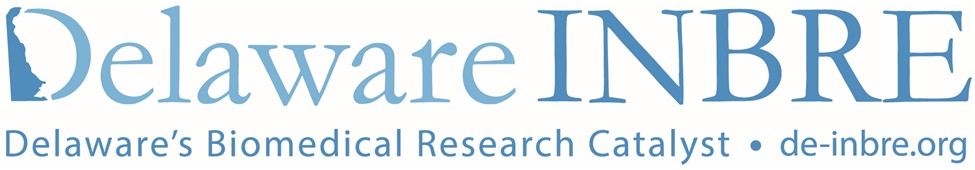 Delaware INBRE
Delaware's Biomedical Research Catalyst • de-inbre.org